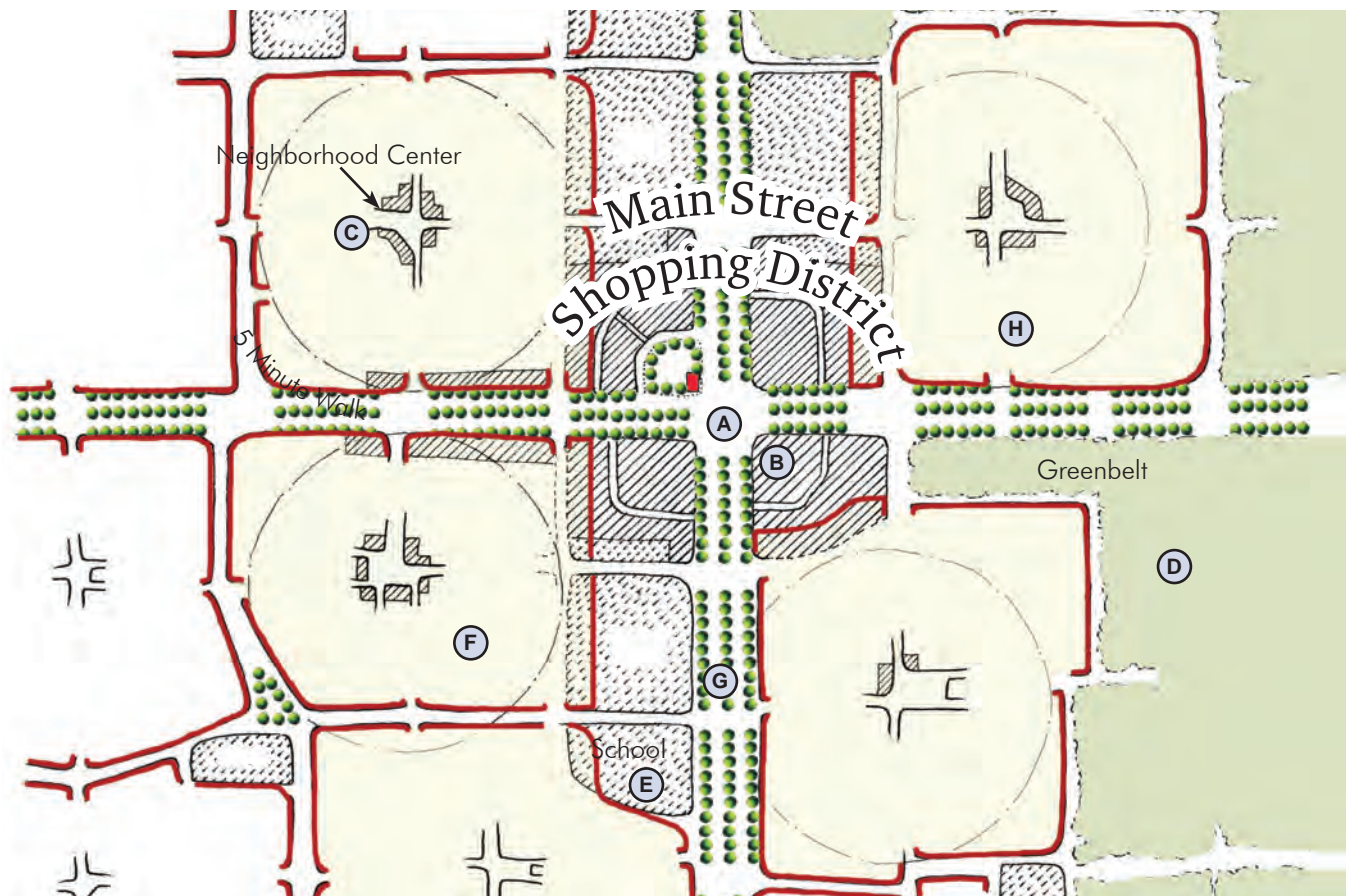 Neighborhood Center
Main Street
Shopping District
C
H
5 Minute Walk
A
B
Greenbelt
D
F
G
School
E